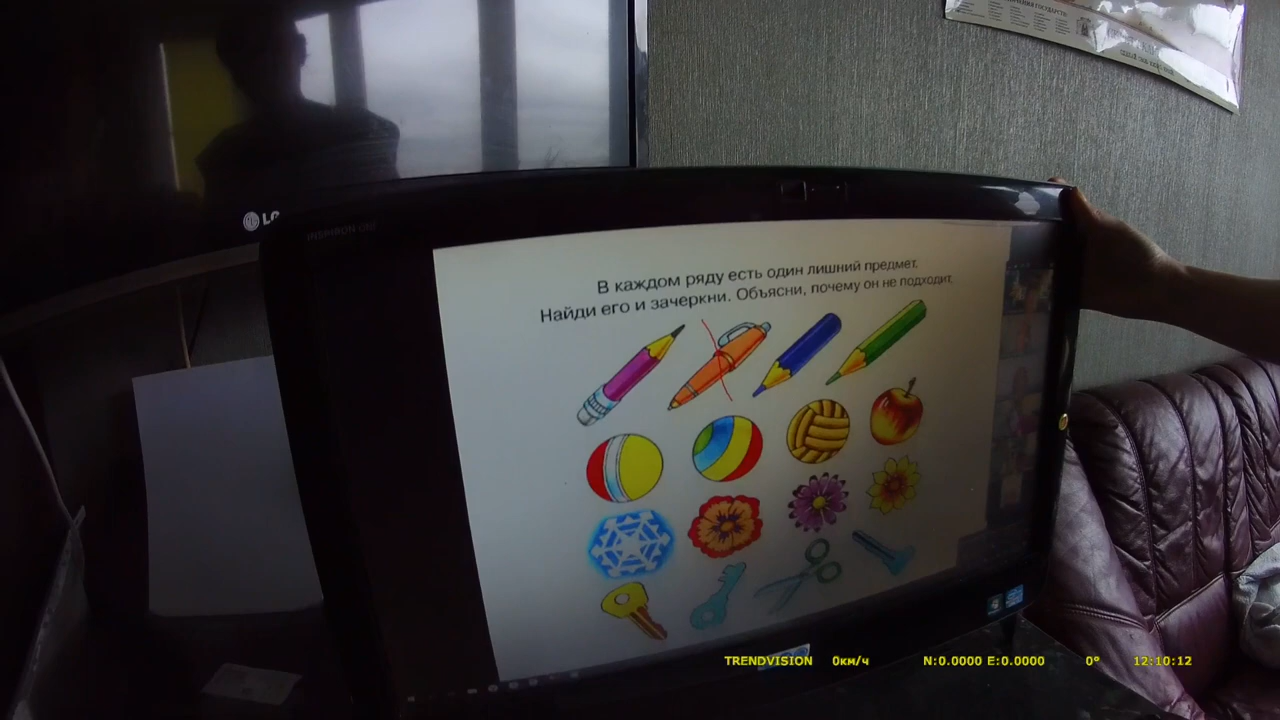 LG
В каждом ряду есть один лишний предмет.
Найди его и зачеркни. Объясни, почему он не подходит.
TRENDVISION 0км/ч N:0.0000 E:0.0000 0° 12:10:12